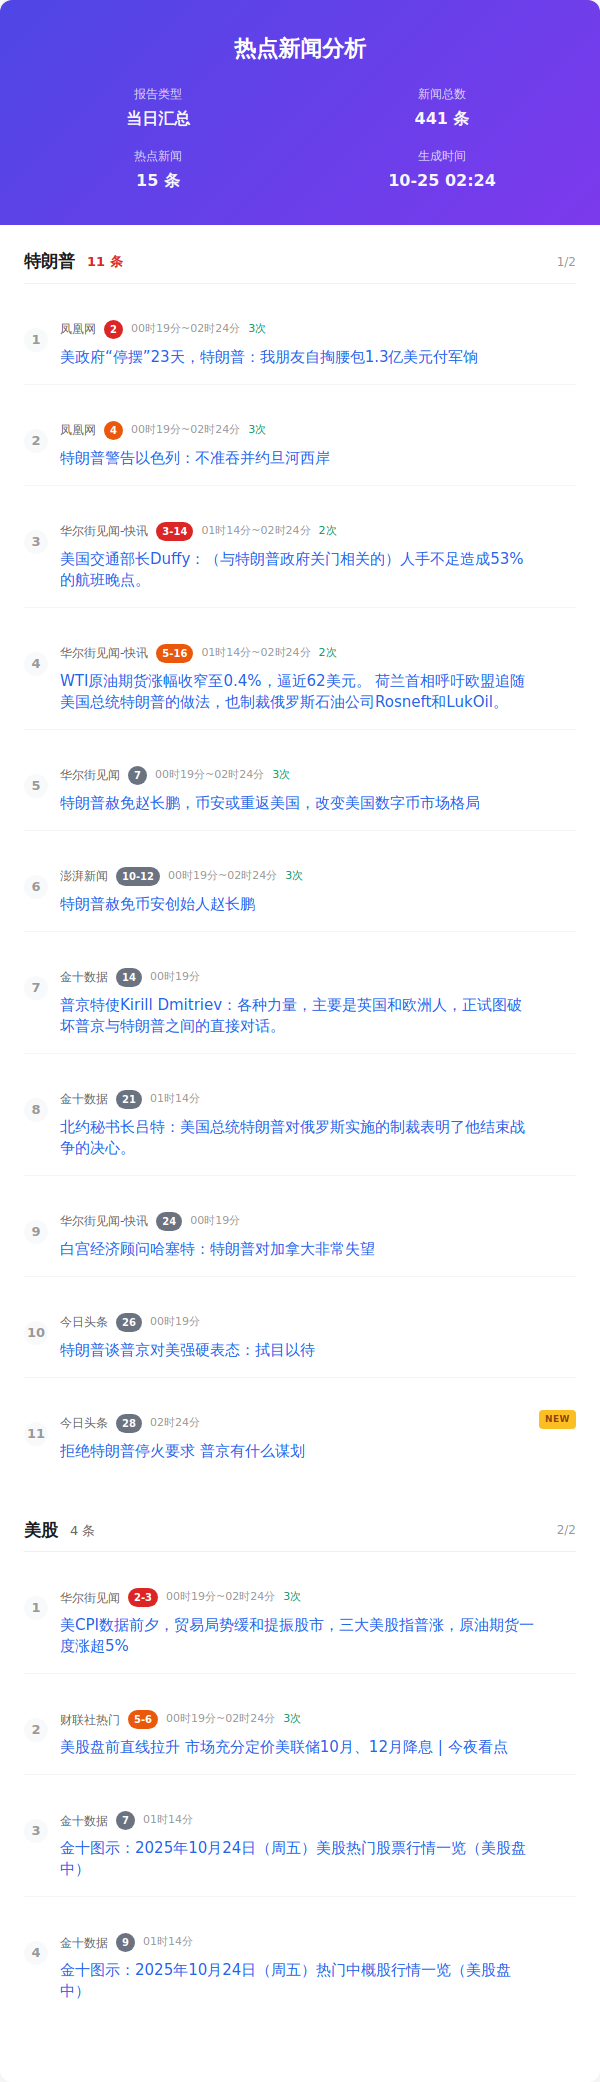 热点新闻分析
报告类型
新闻总数
当日汇总
441 条
热点新闻
生成时间
15 条
10-25 02:24
特朗普 11 条 1/2
1
凤凰网 2 00时19分~02时24分 3次
美政府“停摆”23天，特朗普：我朋友自掏腰包1.3亿美元付军饷
2
凤凰网 4 00时19分~02时24分 3次
特朗普警告以色列：不准吞并约旦河西岸
3
华尔街见闻-快讯 3-14 01时14分~02时24分 2次
美国交通部长Duffy：（与特朗普政府关门相关的）人手不足造成53%
的航班晚点。
4
华尔街见闻-快讯 5-16 01时14分~02时24分 2次
WTI原油期货涨幅收窄至0.4%，逼近62美元。 荷兰首相呼吁欧盟追随
美国总统特朗普的做法，也制裁俄罗斯石油公司Rosneft和LukOil。
5
华尔街见闻 7 00时19分~02时24分 3次
特朗普赦免赵长鹏，币安或重返美国，改变美国数字币市场格局
6
澎湃新闻 10-12 00时19分~02时24分 3次
特朗普赦免币安创始人赵长鹏
7
金十数据 14 00时19分
普京特使Kirill Dmitriev：各种力量，主要是英国和欧洲人，正试图破
坏普京与特朗普之间的直接对话。
8
金十数据 21 01时14分
北约秘书长吕特：美国总统特朗普对俄罗斯实施的制裁表明了他结束战
争的决心。
9
华尔街见闻-快讯 24 00时19分
白宫经济顾问哈塞特：特朗普对加拿大非常失望
10
今日头条 26 00时19分
特朗普谈普京对美强硬表态：拭目以待
11
今日头条 28 02时24分 NEW
拒绝特朗普停火要求 普京有什么谋划
美股 4 条 2/2
1
华尔街见闻 2-3 00时19分~02时24分 3次
美CPI数据前夕，贸易局势缓和提振股市，三大美股指普涨，原油期货一
度涨超5%
2
财联社热门 5-6 00时19分~02时24分 3次
美股盘前直线拉升 市场充分定价美联储10月、12月降息 | 今夜看点
3
金十数据 7 01时14分
金十图示：2025年10月24日（周五）美股热门股票行情一览（美股盘
中）
4
金十数据 9 01时14分
金十图示：2025年10月24日（周五）热门中概股行情一览（美股盘
中）